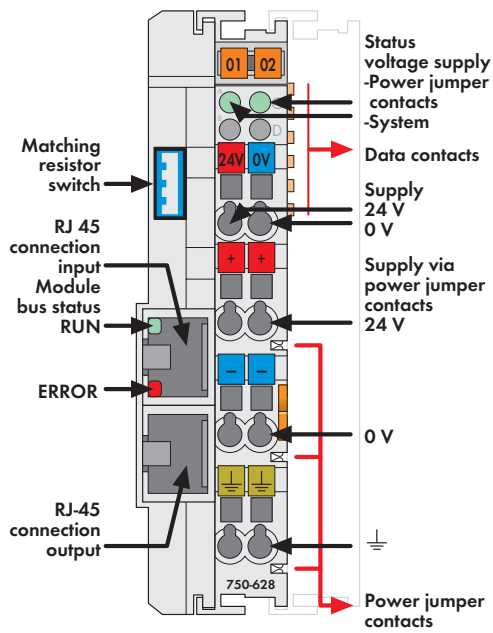 01 02
Status
voltage supply
-Power jumper
contacts
-System
A
C
B
D
Data contacts
Matching
resistor
switch
24V 0V
Supply
24 V
0 V
RJ 45
connection
input
Module
bus status
RUN
+ +
Supply via
power jumper
contacts
24 V
ERROR
– –
0 V
RJ-45
connection
output
750-628
Power jumper
contacts